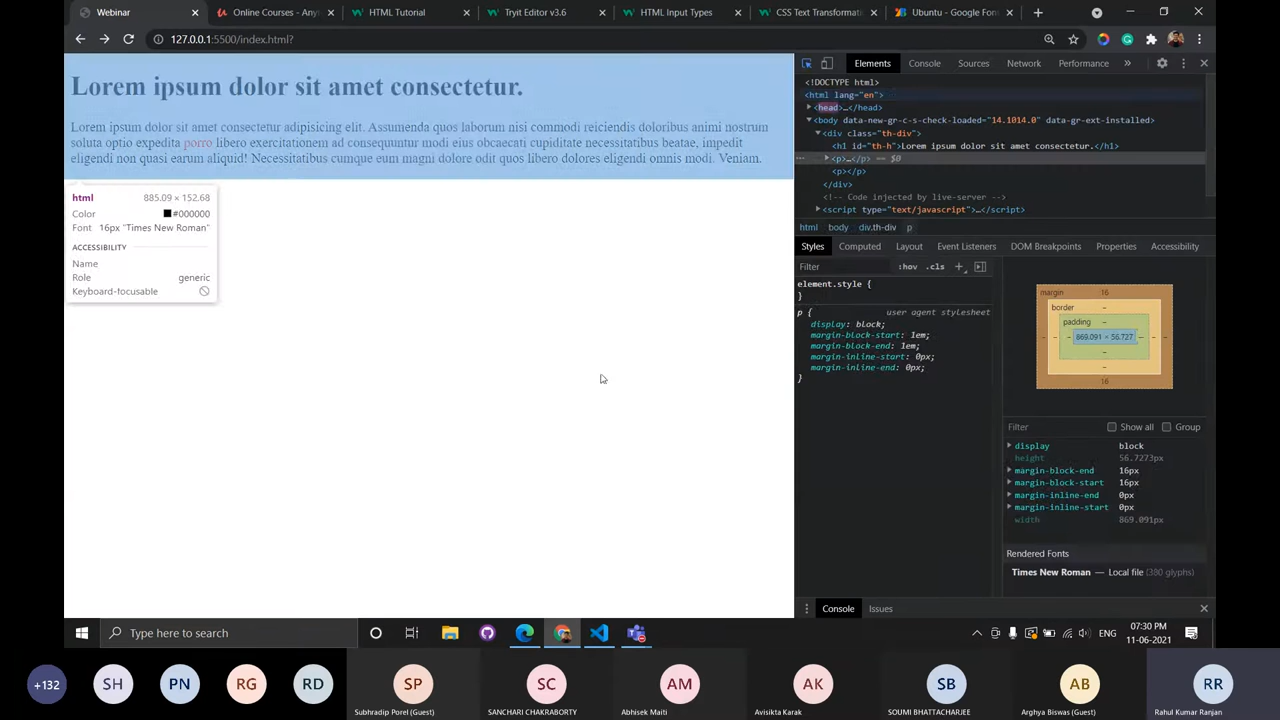 Webinar
Online Courses - Any
HTML Tutorial
Tryit Editor v3.6
HTML Input Types
CSS Text Transformatio
Ubuntu - Google Fon
127.0.0.1:5500/index.html?
Lorem ipsum dolor sit amet consectetur.
Lorem ipsum dolor sit amet consectetur adipisicing elit. Assumenda quos laborum nisi commodi reiciendis doloribus animi nostrum
soluta optio expedita porro libero exercitationem ad consequuntur modi eius obcaecati cupiditate necessitatibus beatae, impedit
eligendi non quasi earum aliquid! Necessitatibus cumque eum magni dolore odit quos libero dolores eligendi omnis modi. Veniam.
html 885.09 × 152.68
Color #000000
Font 16px "Times New Roman"
ACCESSIBILITY
Name
Role generic
Keyboard-focusable
Elements Console Sources Network Performance »
<!DOCTYPE html>
<html lang="en">
<head>…</head>
<body data-new-gr-c-s-check-loaded="14.1014.0" data-gr-ext-installed>
<div class="th-div">
<h1 id="th-h">Lorem ipsum dolor sit amet consectetur.</h1>
… <p>…</p> == $0
<p></p>
</div>
<!-- Code injected by live-server -->
<script type="text/javascript">…</script>
html body div.th-div p
Styles Computed Layout Event Listeners DOM Breakpoints Properties Accessibility
Filter :hov .cls +
element.style {
}
p { user agent stylesheet
display: block;
margin-block-start: 1em;
margin-block-end: 1em;
margin-inline-start: 0px;
margin-inline-end: 0px;
}
margin 16
border –
padding –
– – – 869.091 × 56.727 – – –
–
–
16
Filter Show all Group
display block
height 56.7273px
margin-block-end 16px
margin-block-start 16px
margin-inline-end 0px
margin-inline-start 0px
width 869.091px
Rendered Fonts
Times New Roman — Local file (380 glyphs)
Console Issues
Type here to search
ENG
07:30 PM
11-06-2021
+132
SH
PN
RG
RD
SP
Subhradip Porel (Guest)
SC
SANCHARI CHAKRABORTY
AM
Abhisek Maiti
AK
Avisikta Karak
SB
SOUMI BHATTACHARJEE
AB
Arghya Biswas (Guest)
RR
Rahul Kumar Ranjan